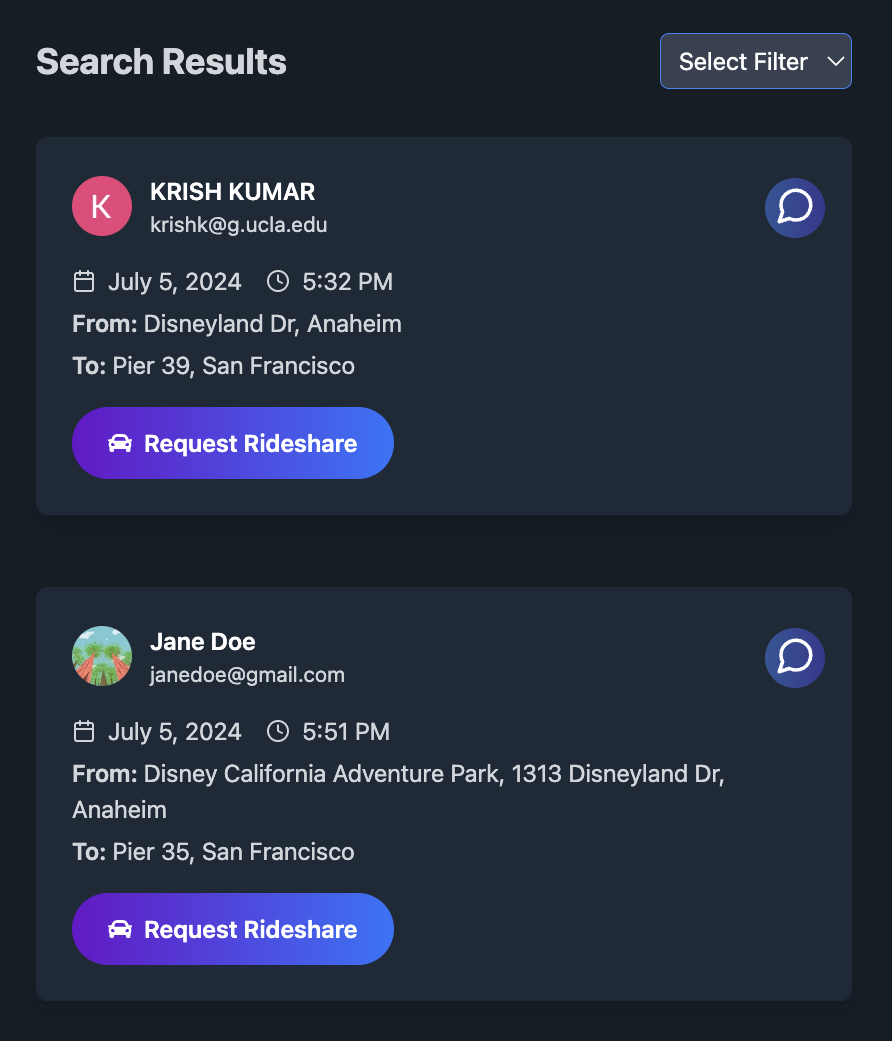 Search Results
Select Filter
K
KRISH KUMAR
krishk@g.ucla.edu
July 5, 2024 5:32 PM
From: Disneyland Dr, Anaheim
To: Pier 39, San Francisco
Request Rideshare
Jane Doe
janedoe@gmail.com
July 5, 2024 5:51 PM
From: Disney California Adventure Park, 1313 Disneyland Dr,
Anaheim
To: Pier 35, San Francisco
Request Rideshare